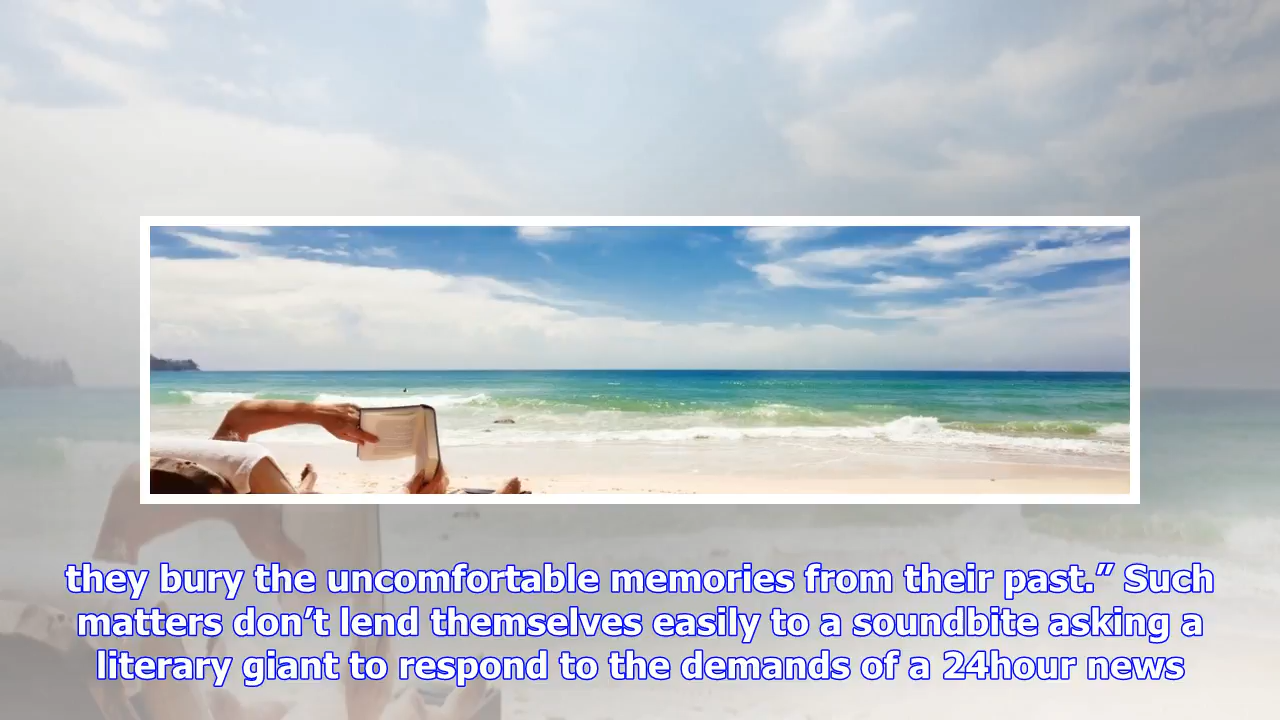 they bury the uncomfortable memories from their past.” Such
matters don’t lend themselves easily to a soundbite asking a
literary giant to respond to the demands of a 24hour news